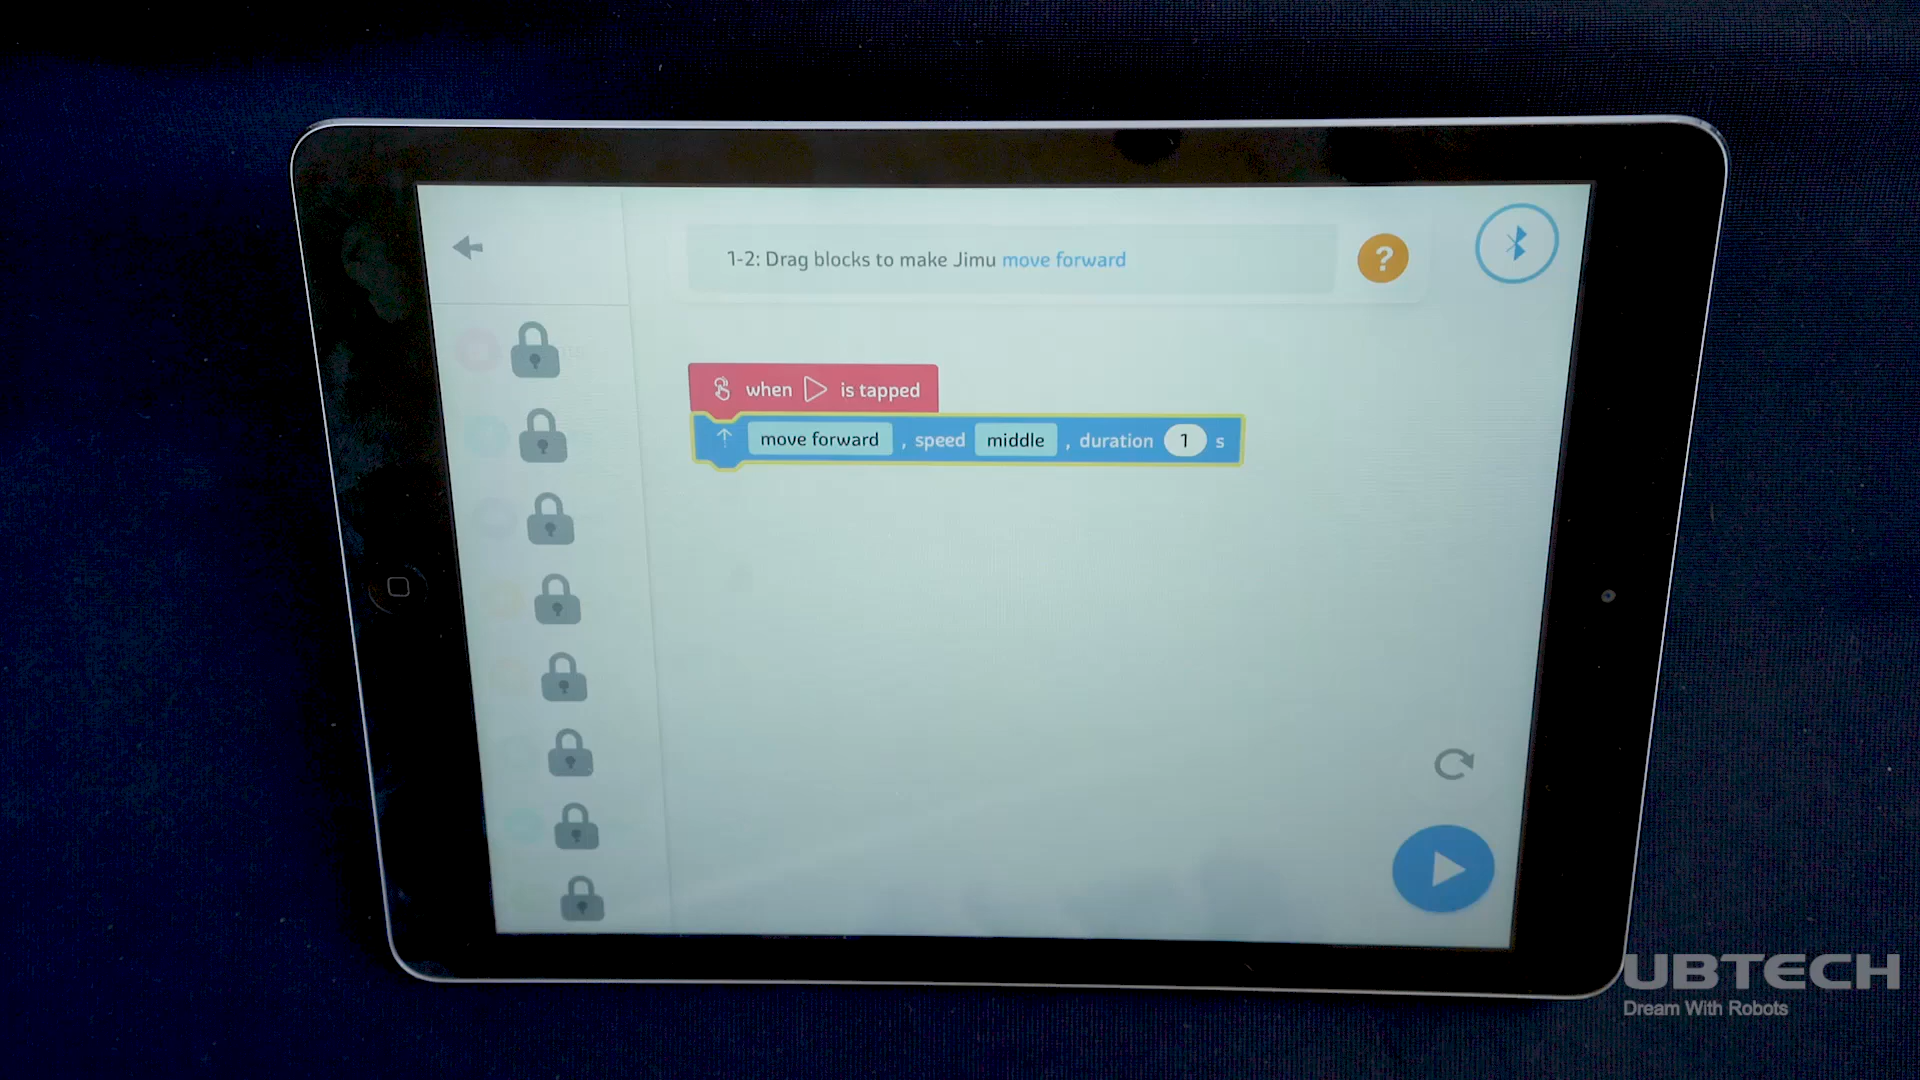 1-2: Drag blocks to make Jimu move forward
?
when is tapped
move forward , speed middle , duration 1 s
UBTECH
Dream With Robots